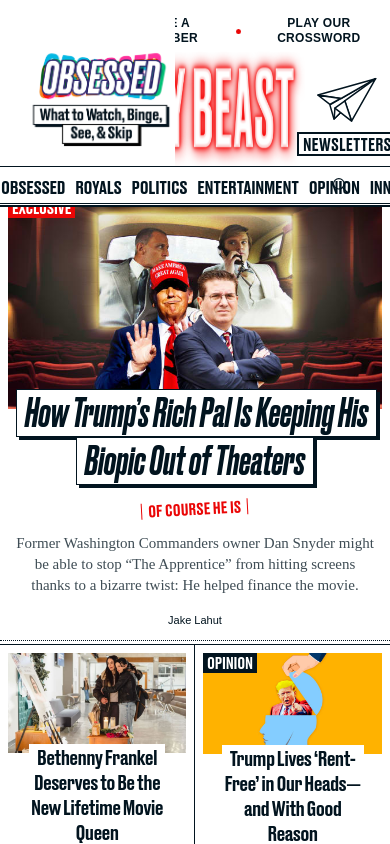 E A
BER
PLAY OUR
CROSSWORD
OBSESSED
What to Watch, Binge,
See, & Skip
Y BEAST
NEWSLETTERS
OBSESSED ROYALS POLITICS ENTERTAINMENT OPINION INN
EXCLUSIVE
MAKE AMERICA
GREAT AGAIN
How Trump's Rich Pal Is Keeping His
Biopic Out of Theaters
OF COURSE HE IS
Former Washington Commanders owner Dan Snyder might
be able to stop “The Apprentice” from hitting screens
thanks to a bizarre twist: He helped finance the movie.
Jake Lahut
Bethenny Frankel
Deserves to Be the
New Lifetime Movie
Queen
OPINION
Trump Lives ‘Rent-
Free’ in Our Heads—
and With Good
Reason